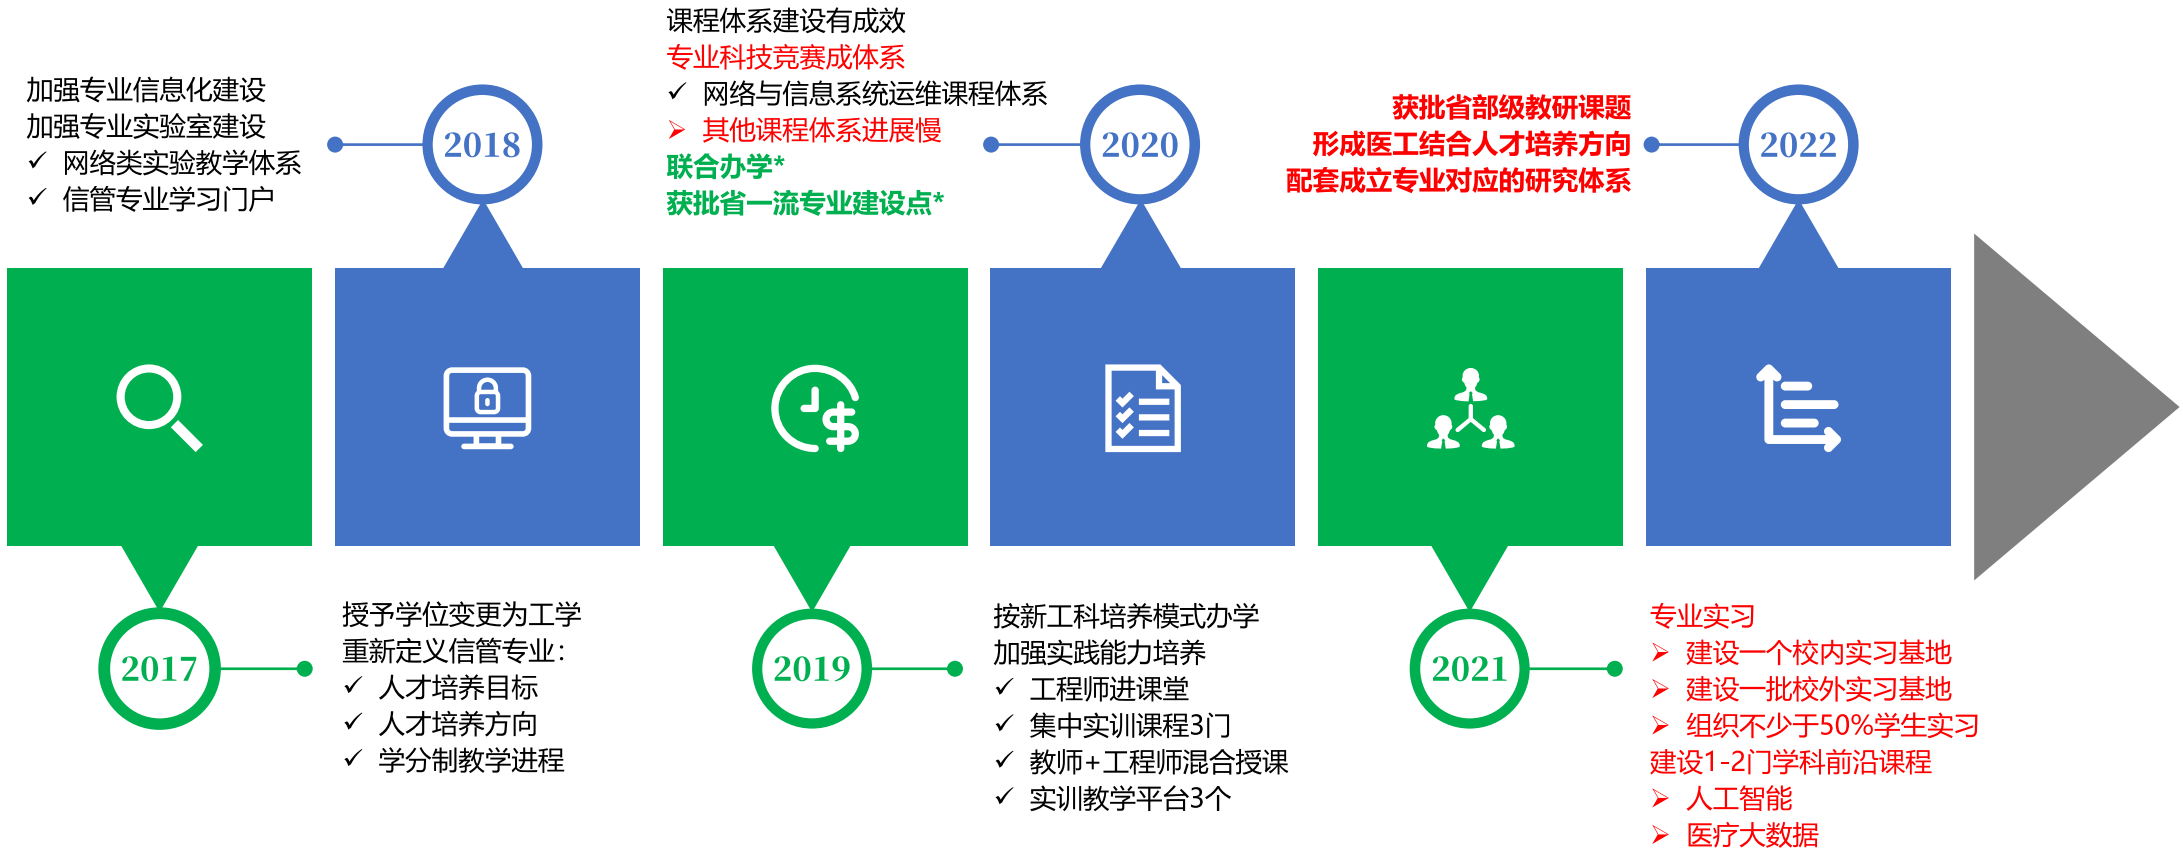 加强专业信息化建设
加强专业实验室建设
✓ 网络类实验教学体系
✓ 信管专业学习门户
2018
课程体系建设有成效
专业科技竞赛成体系
✓ 网络与信息系统运维课程体系
➢ 其他课程体系进展慢
联合办学*
获批省一流专业建设点*
2020
获批省部级教研课题
形成医工结合人才培养方向
配套成立专业对应的研究体系
2022
2017
授予学位变更为工学
重新定义信管专业：
✓ 人才培养目标
✓ 人才培养方向
✓ 学分制教学进程
2019
按新工科培养模式办学
加强实践能力培养
✓ 工程师进课堂
✓ 集中实训课程3门
✓ 教师+工程师混合授课
✓ 实训教学平台3个
2021
专业实习
➢ 建设一个校内实习基地
➢ 建设一批校外实习基地
➢ 组织不少于50%学生实习
建设1-2门学科前沿课程
➢ 人工智能
➢ 医疗大数据